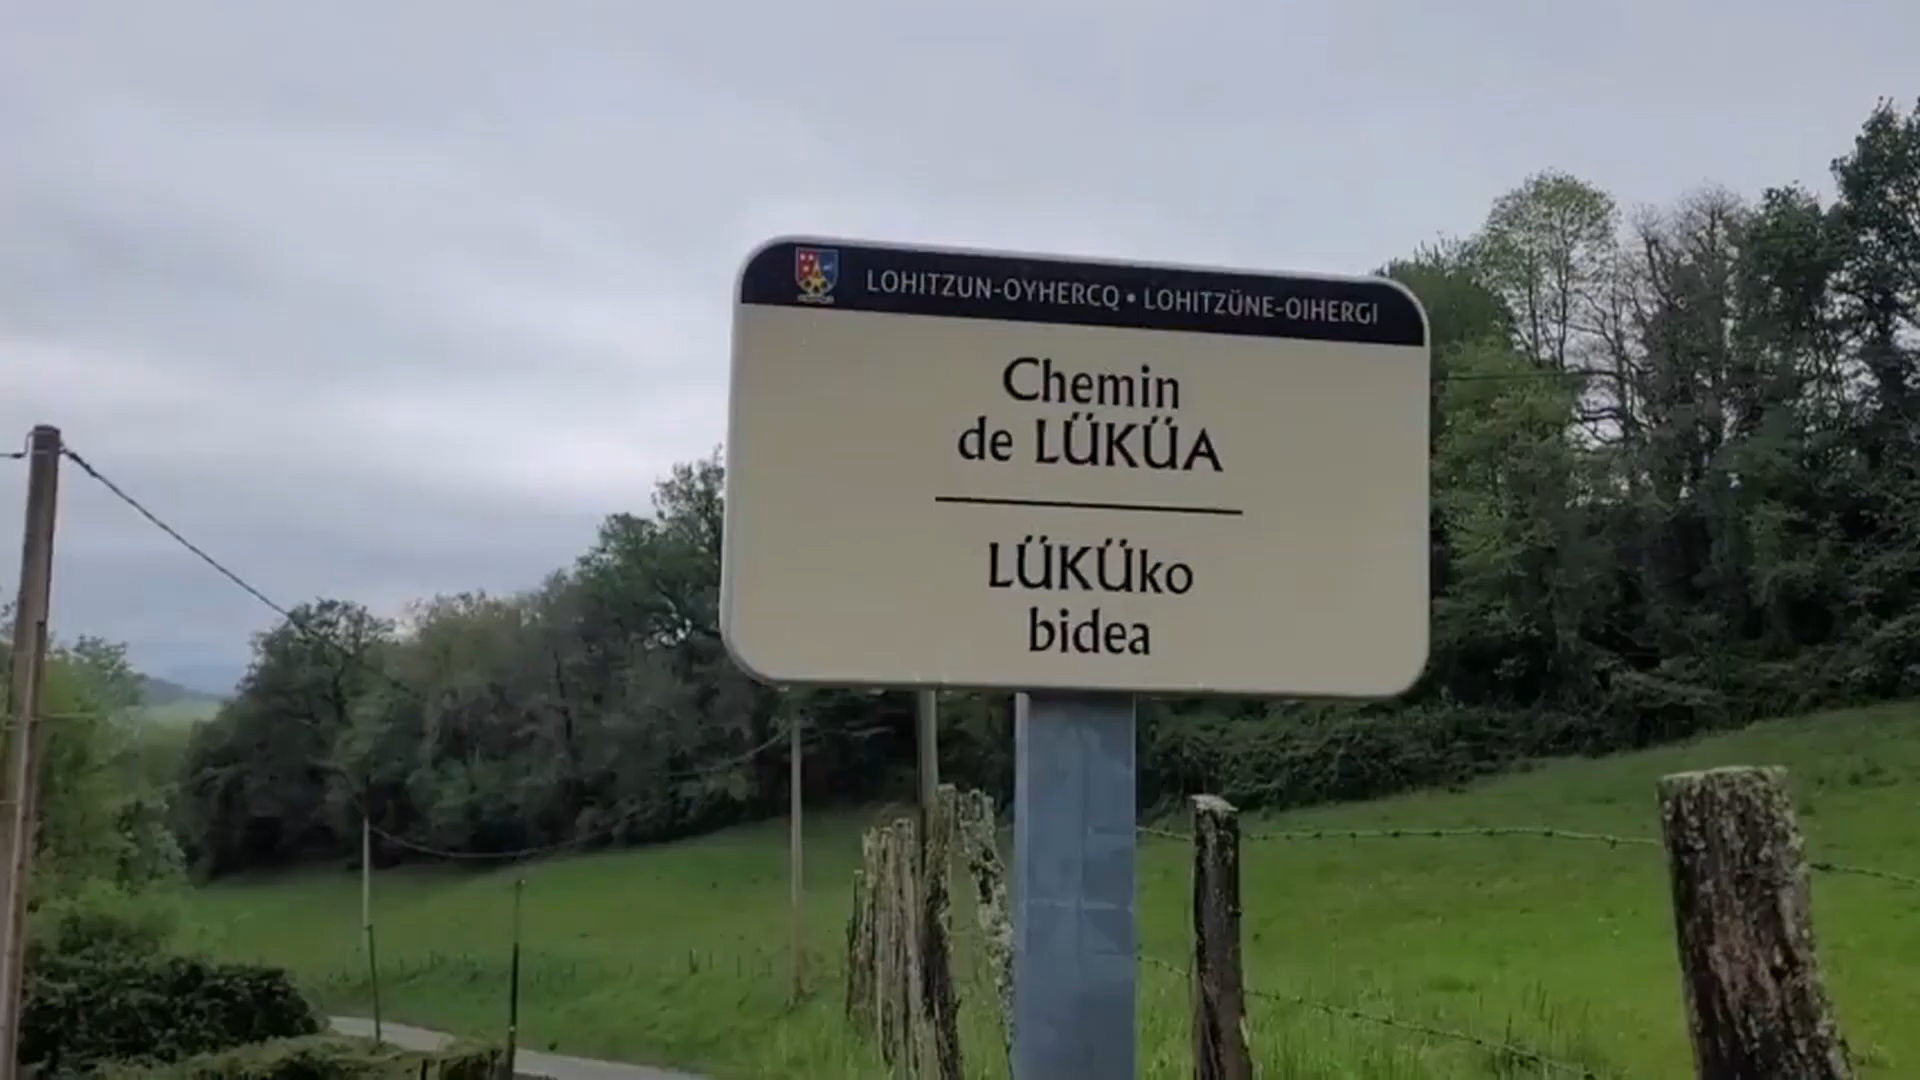 LOHITZUN-OYHERCQ • LOHITZÜNE-OIHERGI
Chemin
de LÜKÜA
LÜKÜko
bidea